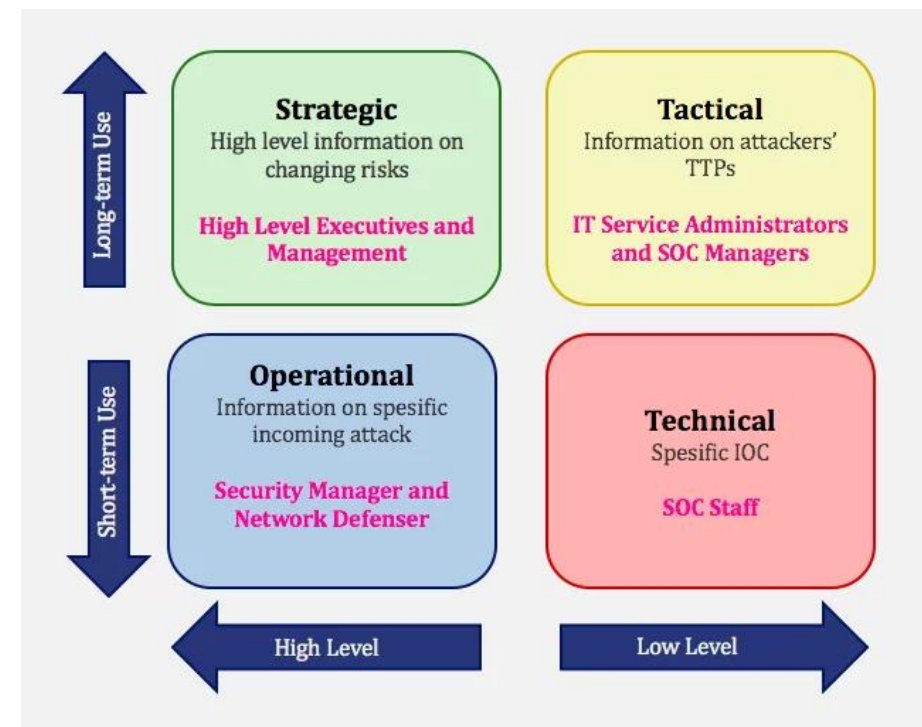 Long-term Use
Strategic
High level information on
changing risks
High Level Executives and
Management
Tactical
Information on attackers'
TTPs
IT Service Administrators
and SOC Managers
Short-term Use
Operational
Information on spesific
incoming attack
Security Manager and
Network Defenser
Technical
Spesific IOC
SOC Staff
High Level
Low Level